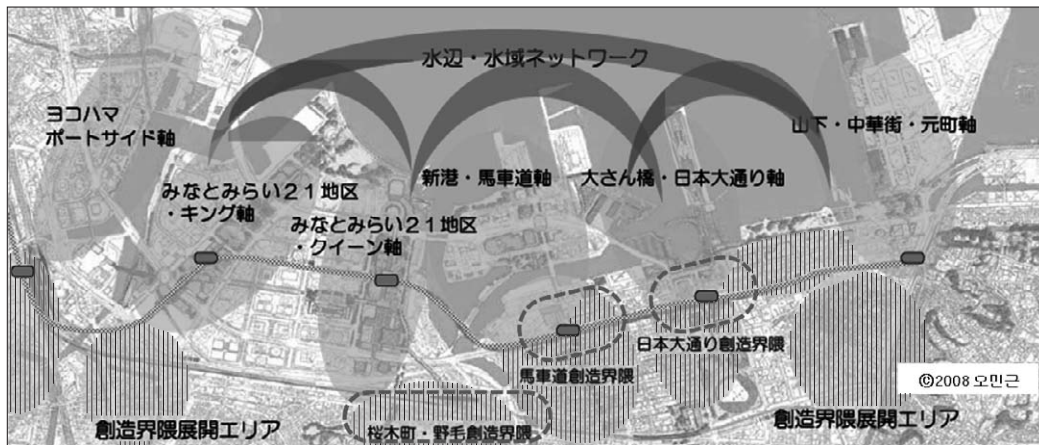 水辺・水域ネットワーク
ヨコハマ
ポートサイド軸
山下・中華街・元町軸
みなとみらい２１地区
・キング軸
新港・馬車道軸
大さん橋・日本大通り軸
みなとみらい２１地区
・クイーン軸
日本大通り創造界隈
馬車道創造界隈
©2008 오민근
創造界隈展開エリア
桜木町・野毛創造界隈
創造界隈展開エリア